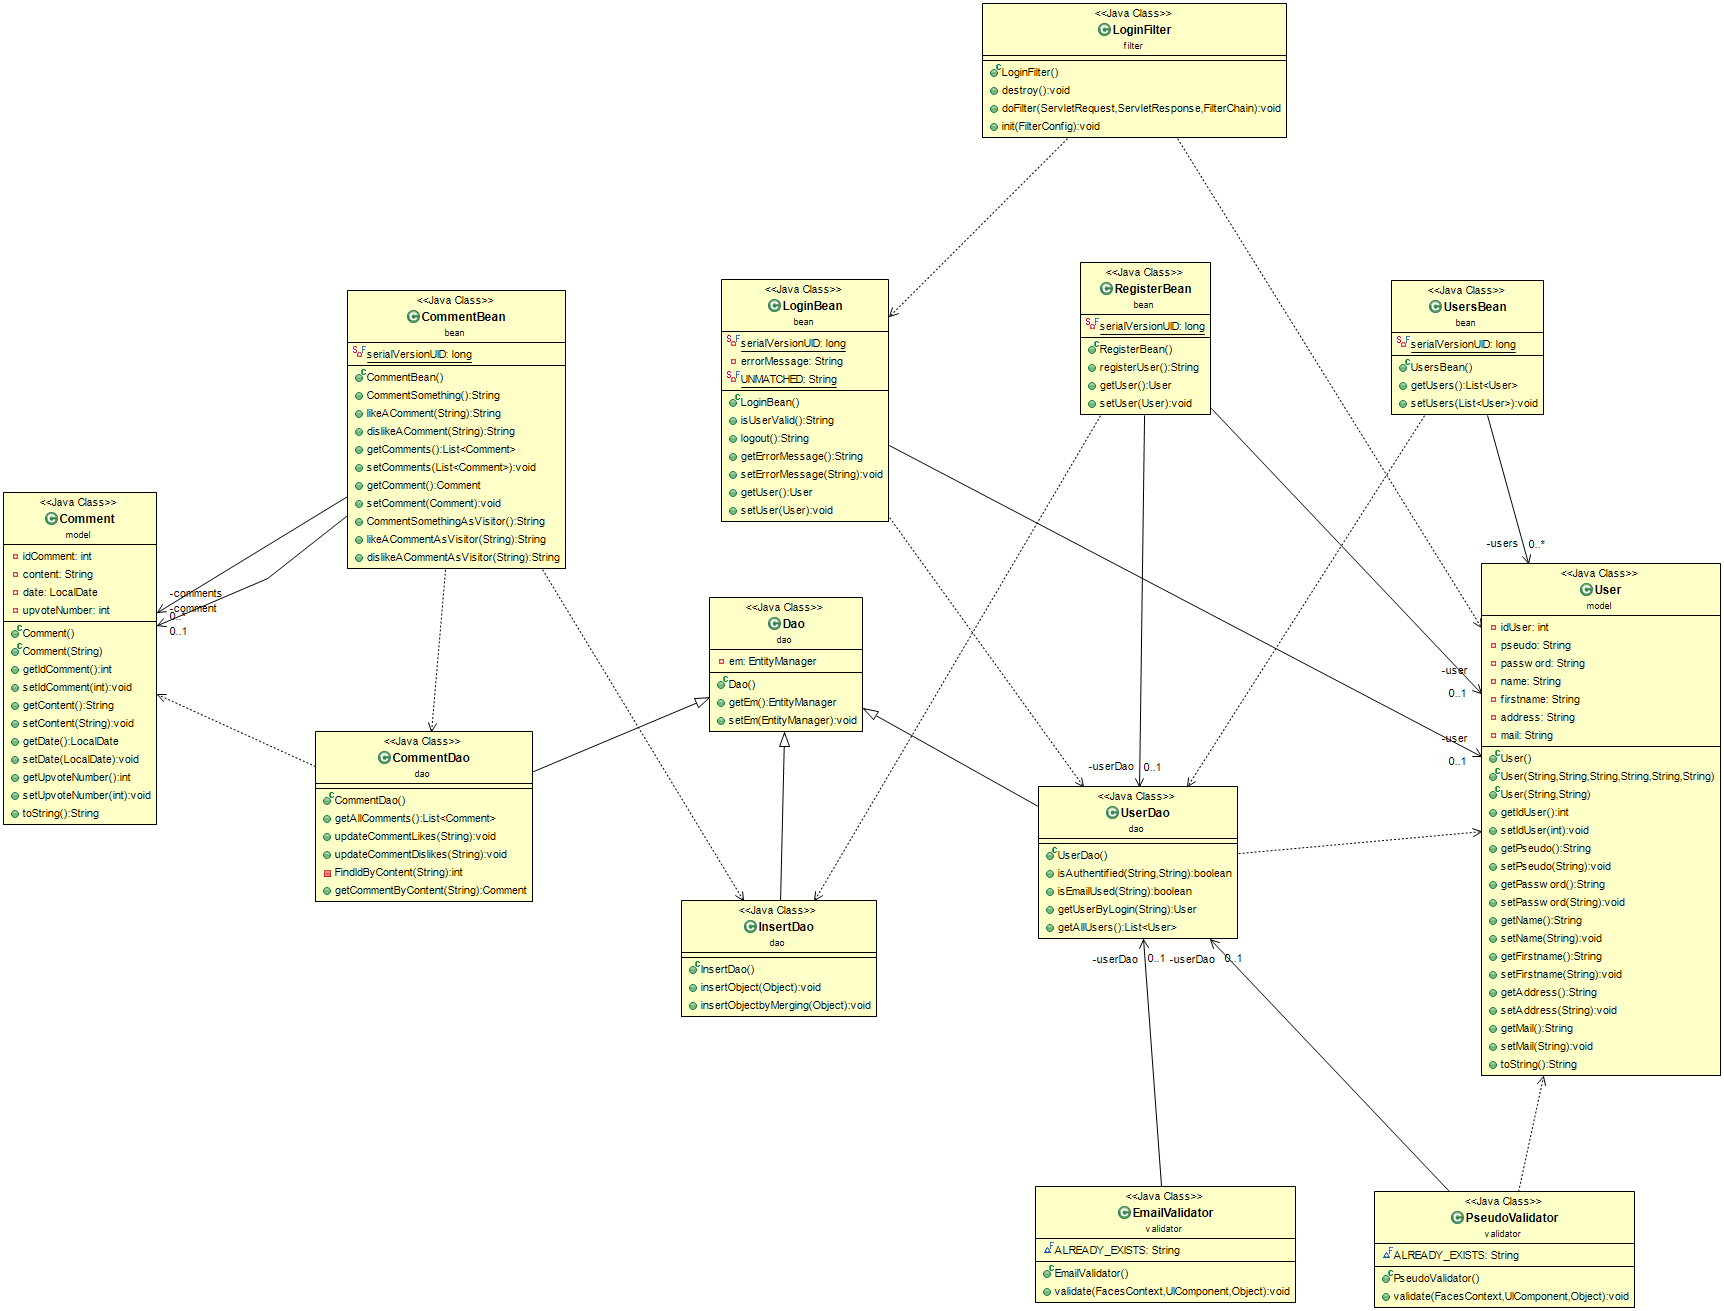 <<Java Class>>
LoginFilter
filter
LoginFilter()
destroy():void
doFilter(ServletRequest,ServletResponse,FilterChain):void
init(FilterConfig):void
<<Java Class>>
CommentBean
bean
serialVersionUID: long
CommentBean()
CommentSomething():String
likeAComment(String):String
dislikeAComment(String):String
getComments():List<Comment>
setComments(List<Comment>):void
getComment():Comment
setComment(Comment):void
CommentSomethingAsVisitor():String
likeACommentAsVisitor(String):String
dislikeACommentAsVisitor(String):String
<<Java Class>>
LoginBean
bean
serialVersionUID: long
errorMessage: String
UNMATCHED: String
LoginBean()
isUserValid():String
logout():String
getErrorMessage():String
setErrorMessage(String):void
getUser():User
setUser(User):void
<<Java Class>>
RegisterBean
bean
serialVersionUID: long
RegisterBean()
registerUser():String
getUser():User
setUser(User):void
<<Java Class>>
UsersBean
bean
serialVersionUID: long
UsersBean()
getUsers():List<User>
setUsers(List<User>):void
<<Java Class>>
Comment
model
idComment: int
content: String
date: LocalDate
upvoteNumber: int
Comment()
Comment(String)
getIdComment():int
setIdComment(int):void
getContent():String
setContent(String):void
getDate():LocalDate
setDate(LocalDate):void
getUpvoteNumber():int
setUpvoteNumber(int):void
toString():String
-comments
-comment
0..*
0..1
<<Java Class>>
Dao
dao
em: EntityManager
Dao()
getEm():EntityManager
setEm(EntityManager):void
-users 0..*
<<Java Class>>
User
model
idUser: int
pseudo: String
password: String
name: String
firstname: String
address: String
mail: String
User()
User(String,String,String,String,String,String)
User(String,String)
getIdUser():int
setIdUser(int):void
getPseudo():String
setPseudo(String):void
getPassword():String
setPassword(String):void
getName():String
setName(String):void
getFirstname():String
setFirstname(String):void
getAddress():String
setAddress(String):void
getMail():String
setMail(String):void
toString():String
-user
0..1
-user
0..1
<<Java Class>>
CommentDao
dao
CommentDao()
getAllComments():List<Comment>
updateCommentLikes(String):void
updateCommentDislikes(String):void
FindIdByContent(String):int
getCommentByContent(String):Comment
-userDao 0..1
<<Java Class>>
UserDao
dao
UserDao()
isAuthentified(String,String):boolean
isEmailUsed(String):boolean
getUserByLogin(String):User
getAllUsers():List<User>
<<Java Class>>
InsertDao
dao
InsertDao()
insertObject(Object):void
insertObjectbyMerging(Object):void
-userDao 0..1 -userDao 0..1
<<Java Class>>
EmailValidator
validator
ALREADY_EXISTS: String
EmailValidator()
validate(FacesContext,UIComponent,Object):void
<<Java Class>>
PseudoValidator
validator
ALREADY_EXISTS: String
PseudoValidator()
validate(FacesContext,UIComponent,Object):void